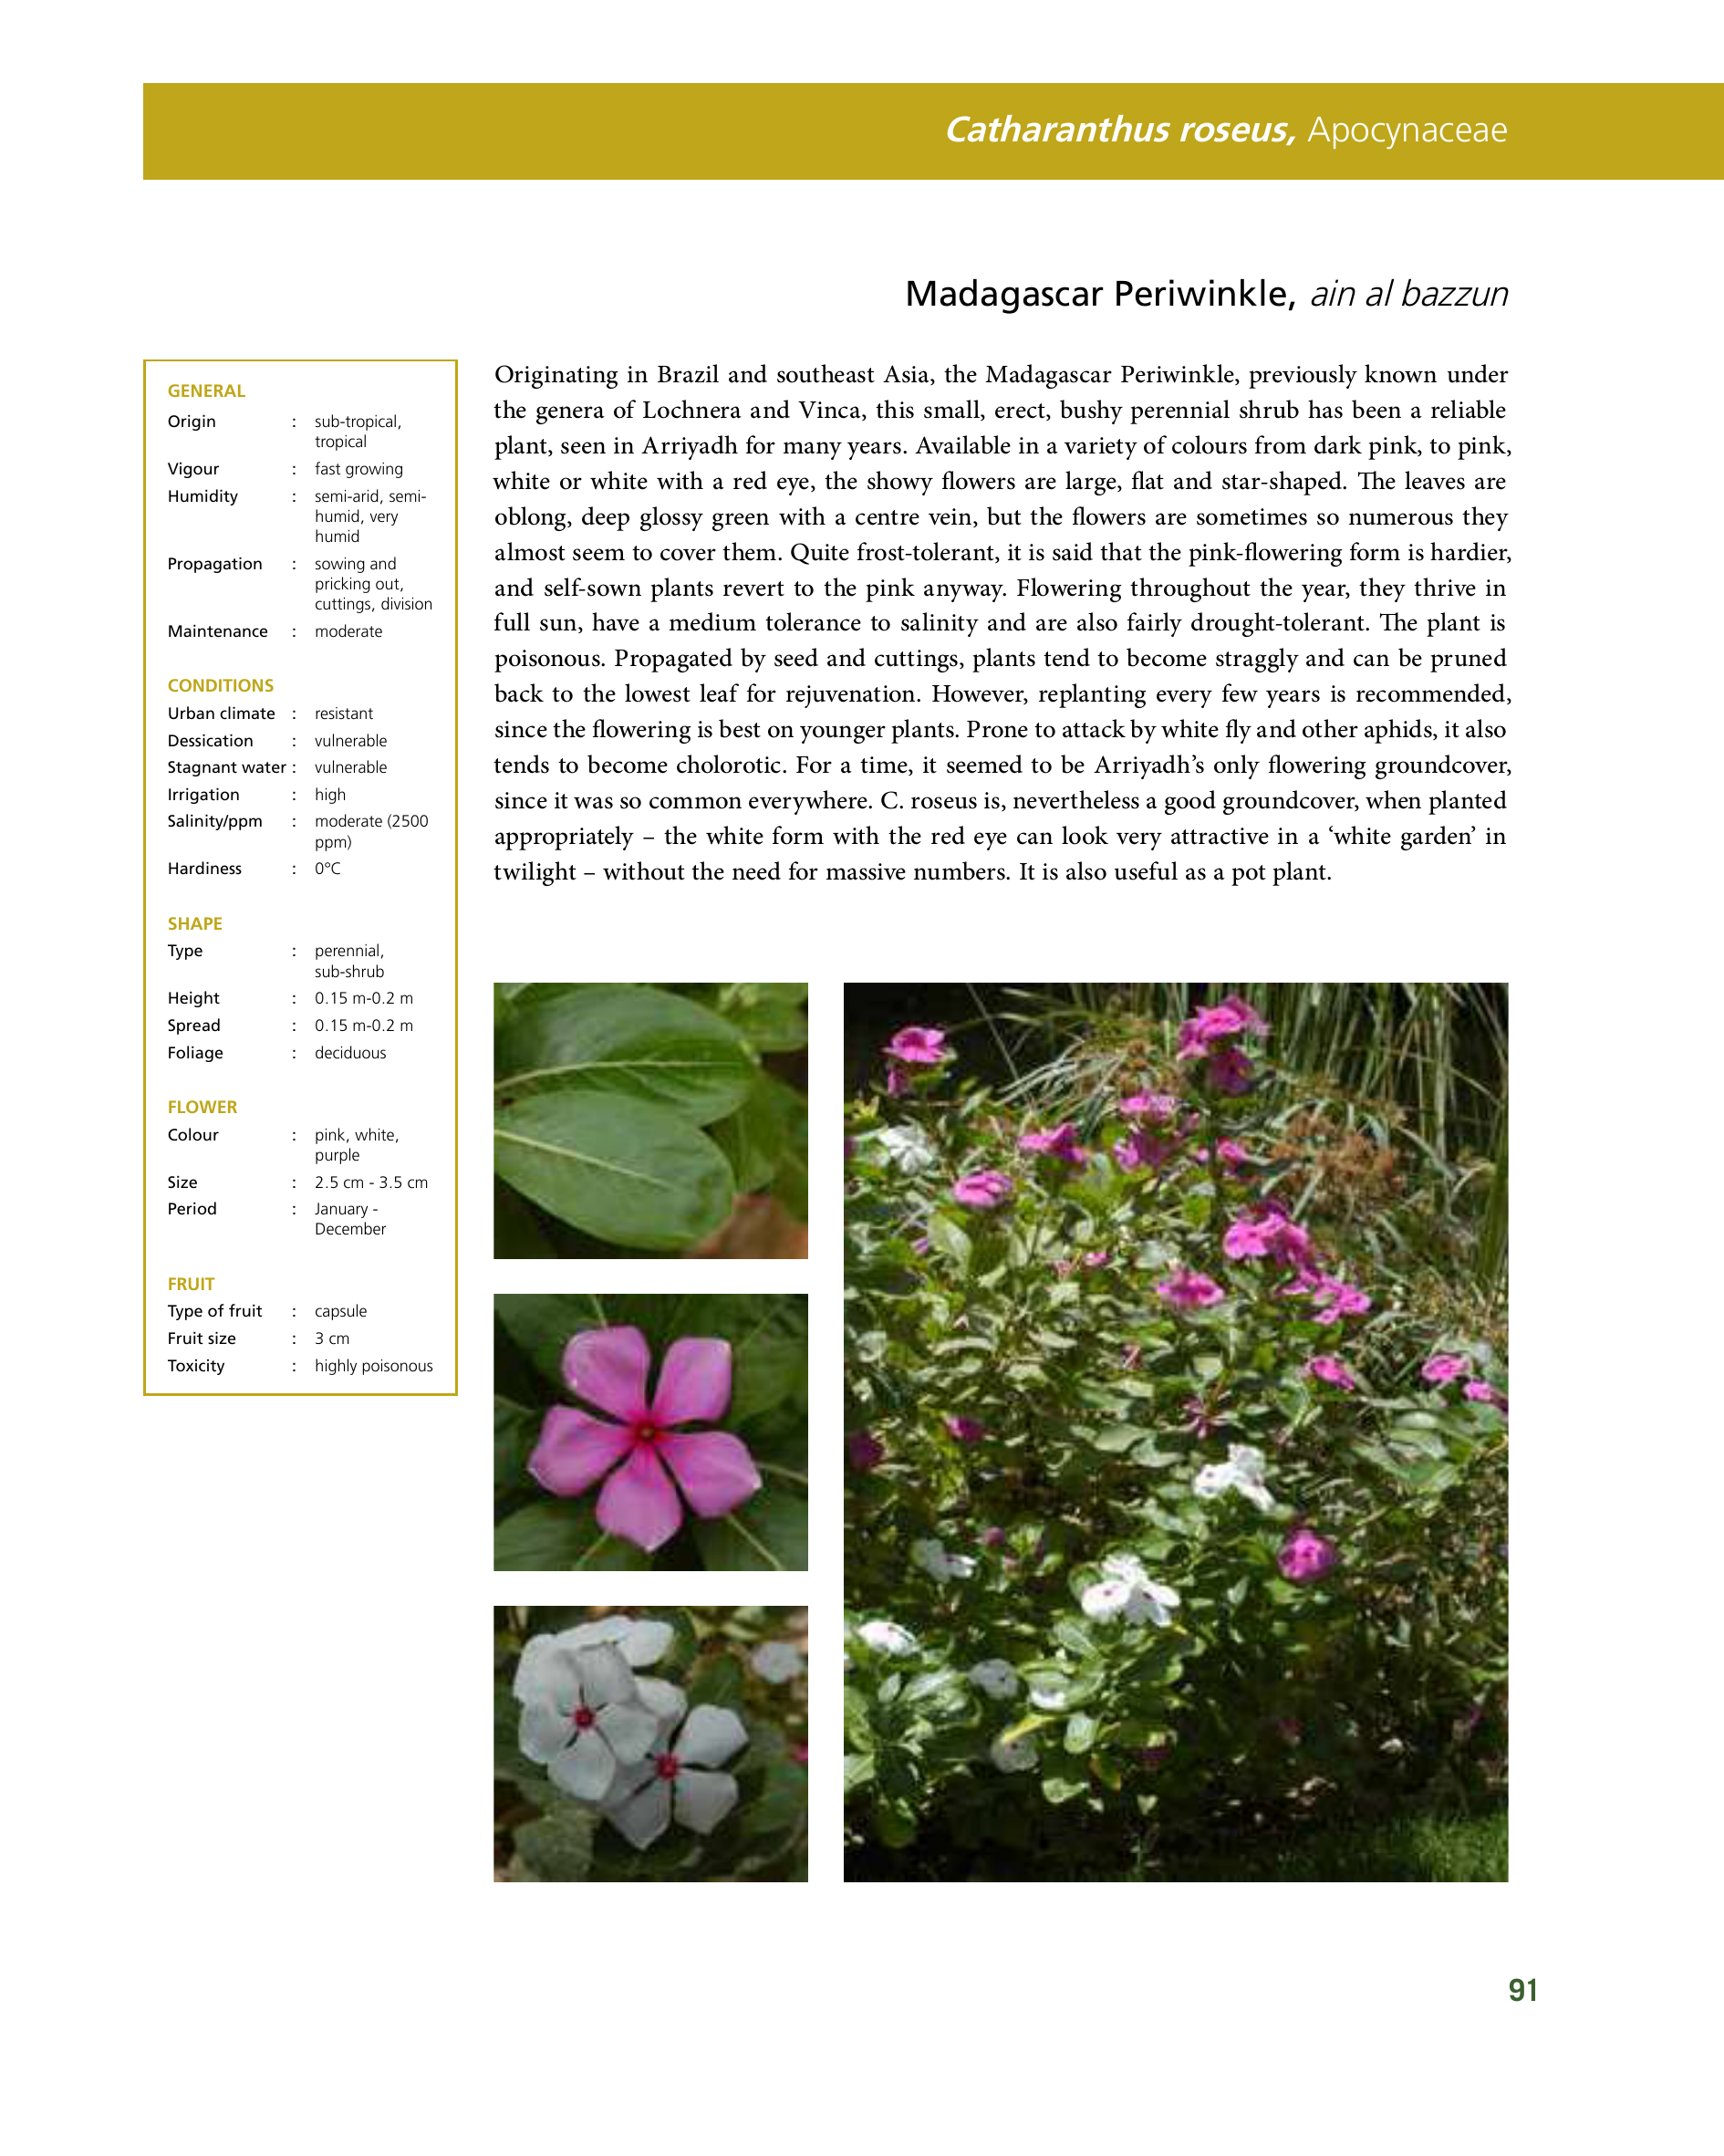 Catharanthus roseus, Apocynaceae
Madagascar Periwinkle, ain al bazzun
GENERAL
Origin : sub-tropical,
tropical
Vigour : fast growing
Humidity : semi-arid, semi-
humid, very
humid
Propagation : sowing and
pricking out,
cuttings, division
Maintenance : moderate
CONDITIONS
Urban climate : resistant
Dessication : vulnerable
Stagnant water : vulnerable
Irrigation : high
Salinity/ppm : moderate (2500
ppm)
Hardiness : 0°C
SHAPE
Type : perennial,
sub-shrub
Height : 0.15 m-0.2 m
Spread : 0.15 m-0.2 m
Foliage : deciduous
FLOWER
Colour : pink, white,
purple
Size : 2.5 cm - 3.5 cm
Period : January -
December
FRUIT
Type of fruit : capsule
Fruit size : 3 cm
Toxicity : highly poisonous
Originating in Brazil and southeast Asia, the Madagascar Periwinkle, previously known under
the genera of Lochnera and Vinca, this small, erect, bushy perennial shrub has been a reliable
plant, seen in Arriyadh for many years. Available in a variety of colours from dark pink, to pink,
white or white with a red eye, the showy flowers are large, flat and star-shaped. The leaves are
oblong, deep glossy green with a centre vein, but the flowers are sometimes so numerous they
almost seem to cover them. Quite frost-tolerant, it is said that the pink-flowering form is hardier,
and self-sown plants revert to the pink anyway. Flowering throughout the year, they thrive in
full sun, have a medium tolerance to salinity and are also fairly drought-tolerant. The plant is
poisonous. Propagated by seed and cuttings, plants tend to become straggly and can be pruned
back to the lowest leaf for rejuvenation. However, replanting every few years is recommended,
since the flowering is best on younger plants. Prone to attack by white fly and other aphids, it also
tends to become cholorotic. For a time, it seemed to be Arriyadh’s only flowering groundcover,
since it was so common everywhere. C. roseus is, nevertheless a good groundcover, when planted
appropriately – the white form with the red eye can look very attractive in a ‘white garden’ in
twilight – without the need for massive numbers. It is also useful as a pot plant.
91